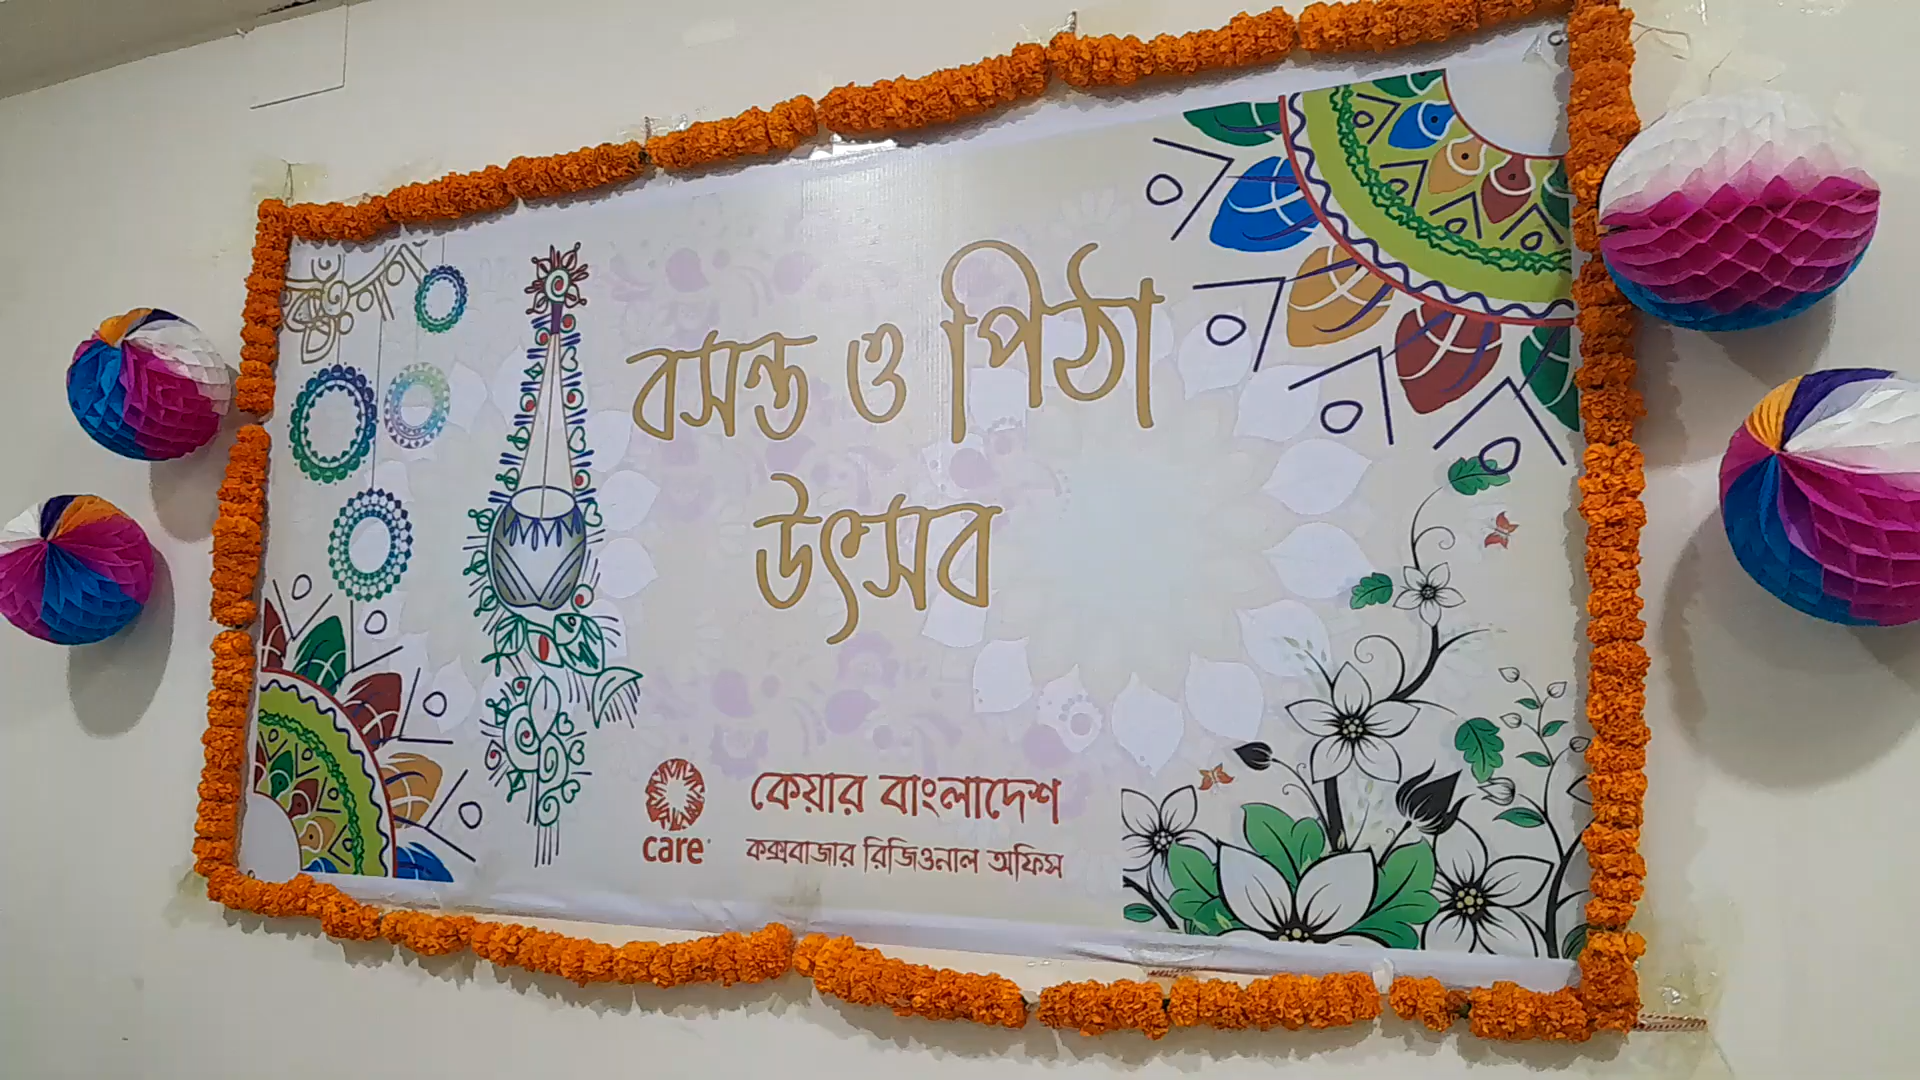 বসন্ত ও পিঠা
উৎসব
care
কেয়ার বাংলাদেশ
কক্সবাজার রিজিওনাল অফিস